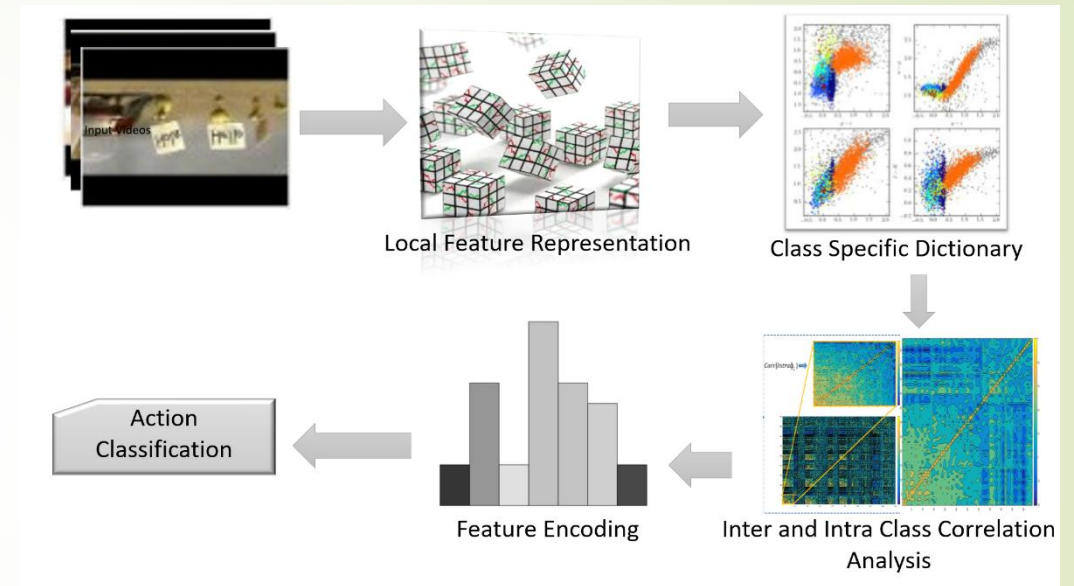 Input Videos
Local Feature Representation
Class Specific Dictionary
Inter and Intra Class Correlation
Analysis
Feature Encoding
Action
Classification